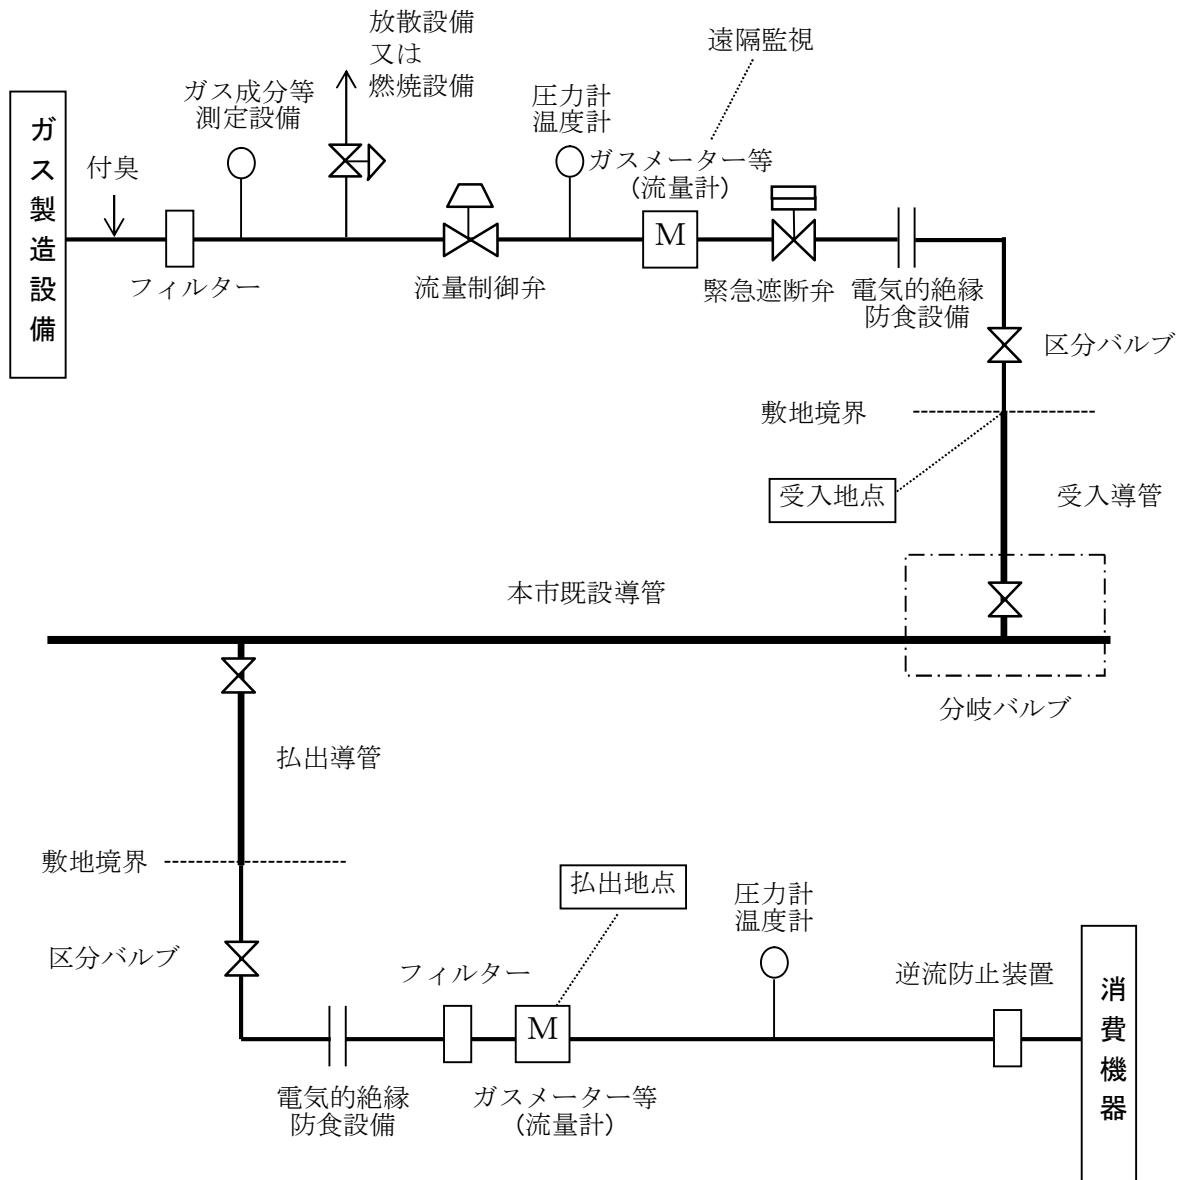 放散設備
又は
燃焼設備
遠隔監視
ガス成分等
測定設備
圧力計
温度計
ガス製造設備
付臭
ガスメーター等
(流量計)
M
フィルター
流量制御弁
緊急遮断弁
電気的絶縁
防食設備
区分バルブ
敷地境界
受入地点
受入導管
本市既設導管
分岐バルブ
払出導管
敷地境界
払出地点
圧力計
温度計
区分バルブ
フィルター
逆流防止装置
消費機器
M
電気的絶縁
防食設備
ガスメーター等
(流量計)